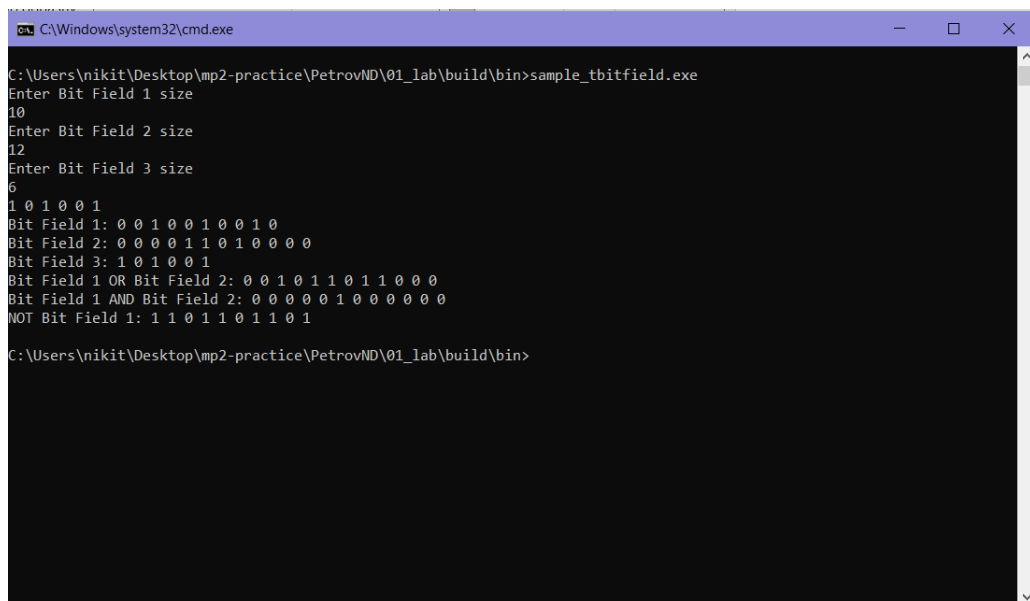 C:\Windows\system32\cmd.exe
C:\Users\nikit\Desktop\mp2-practice\PetrovND\01_lab\build\bin>sample_tbitfield.exe
Enter Bit Field 1 size
10
Enter Bit Field 2 size
12
Enter Bit Field 3 size
6
1 0 1 0 0 1
Bit Field 1: 0 0 1 0 0 1 0 0 1 0
Bit Field 2: 0 0 0 0 1 1 0 1 0 0 0 0
Bit Field 3: 1 0 1 0 0 1
Bit Field 1 OR Bit Field 2: 0 0 1 0 1 1 0 1 1 0 0 0
Bit Field 1 AND Bit Field 2: 0 0 0 0 0 1 0 0 0 0 0 0
NOT Bit Field 1: 1 1 0 1 1 0 1 1 0 1
C:\Users\nikit\Desktop\mp2-practice\PetrovND\01_lab\build\bin>